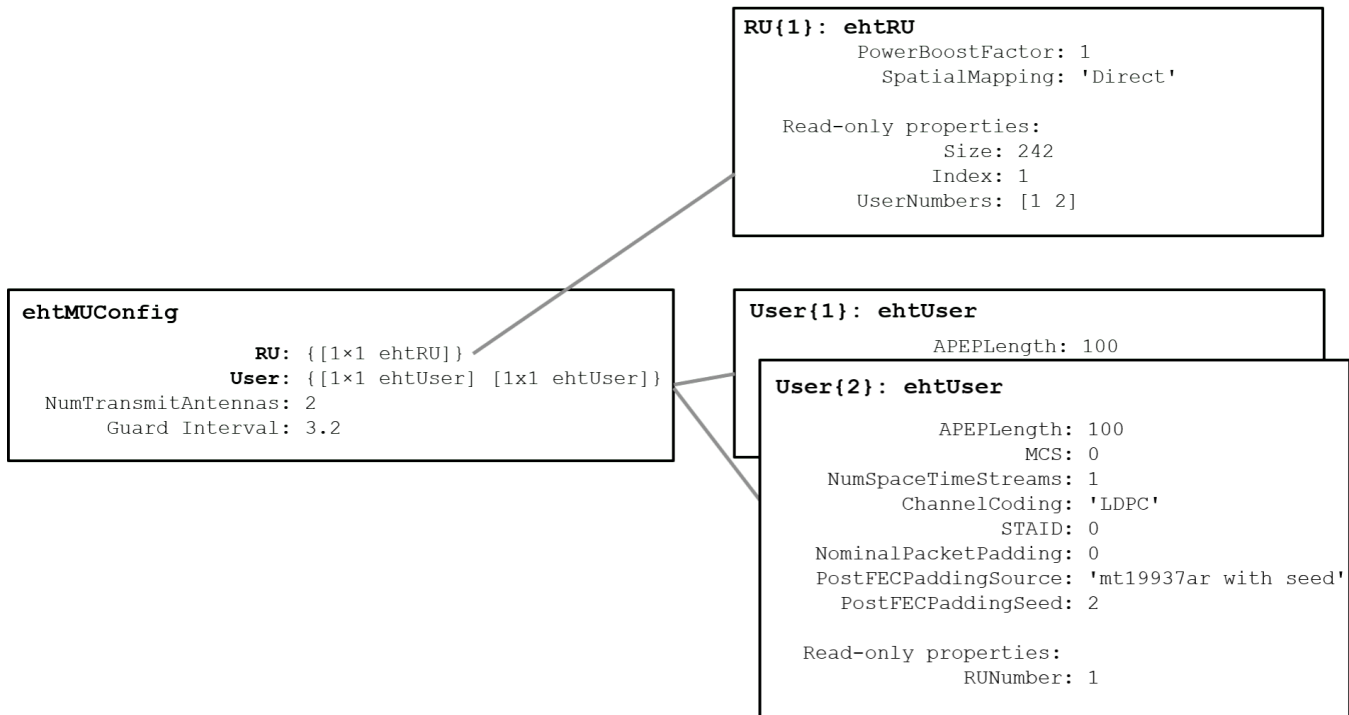 RU{1}: ehtRU
PowerBoostFactor: 1
SpatialMapping: 'Direct'
Read-only properties:
Size: 242
Index: 1
UserNumbers: [1 2]
ehtMUConfig
RU: {[1×1 ehtRU]}
User: {[1×1 ehtUser] [1x1 ehtUser]}
NumTransmitAntennas: 2
Guard Interval: 3.2
User{1}: ehtUser
APEPLength: 100
User{2}: ehtUser
APEPLength: 100
MCS: 0
NumSpaceTimeStreams: 1
ChannelCoding: 'LDPC'
STAID: 0
NominalPacketPadding: 0
PostFECPaddingSource: 'mt19937ar with seed'
PostFECPaddingSeed: 2
Read-only properties:
RUNumber: 1